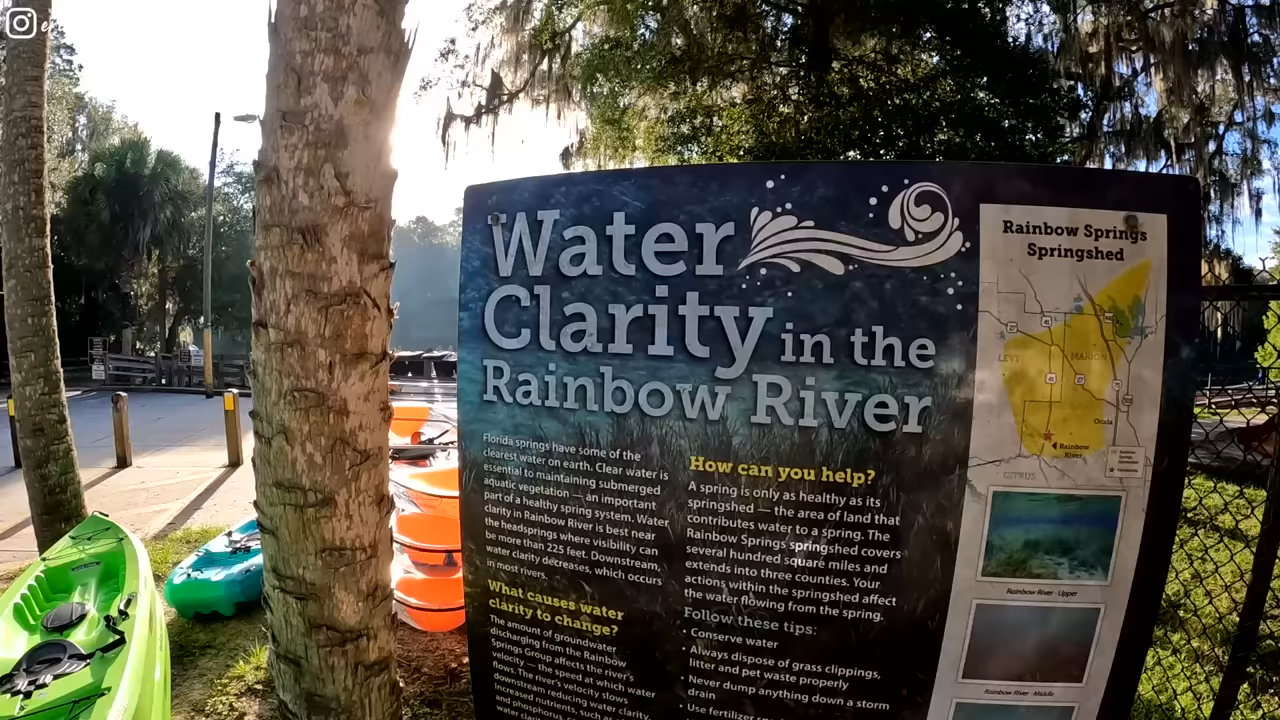 Water
Clarity in the
Rainbow River
Florida springs have some of the
clearest water on earth. Clear water is
essential to maintaining submerged
aquatic vegetation — an important
part of a healthy spring system. Water
clarity in Rainbow River is best near
the headsprings where visibility can
be more than 225 feet. Downstream,
water clarity decreases, which occurs
in most rivers.
What causes water
clarity to change?
The amount of groundwater
discharging from the Rainbow
Springs Group affects the river's
velocity — the speed at which water
flows. The river's velocity slows
downstream reducing water clarity.
Increased nutrients, such as
and phosphorus,
How can you help?
A spring is only as healthy as its
springshed — the area of land that
contributes water to a spring. The
Rainbow Springs springshed covers
several hundred square miles and
extends into three counties. Your
actions within the springshed affect
the water flowing from the spring.
Follow these tips:
• Conserve water
• Always dispose of grass clippings,
litter and pet waste properly
• Never dump anything down a storm
drain
• Use fertilizer
Rainbow Springs
Springshed
LEVY
MARION
Ocala
Rainbow
River
CITRUS
Rainbow River - Upper
Rainbow River - Middle